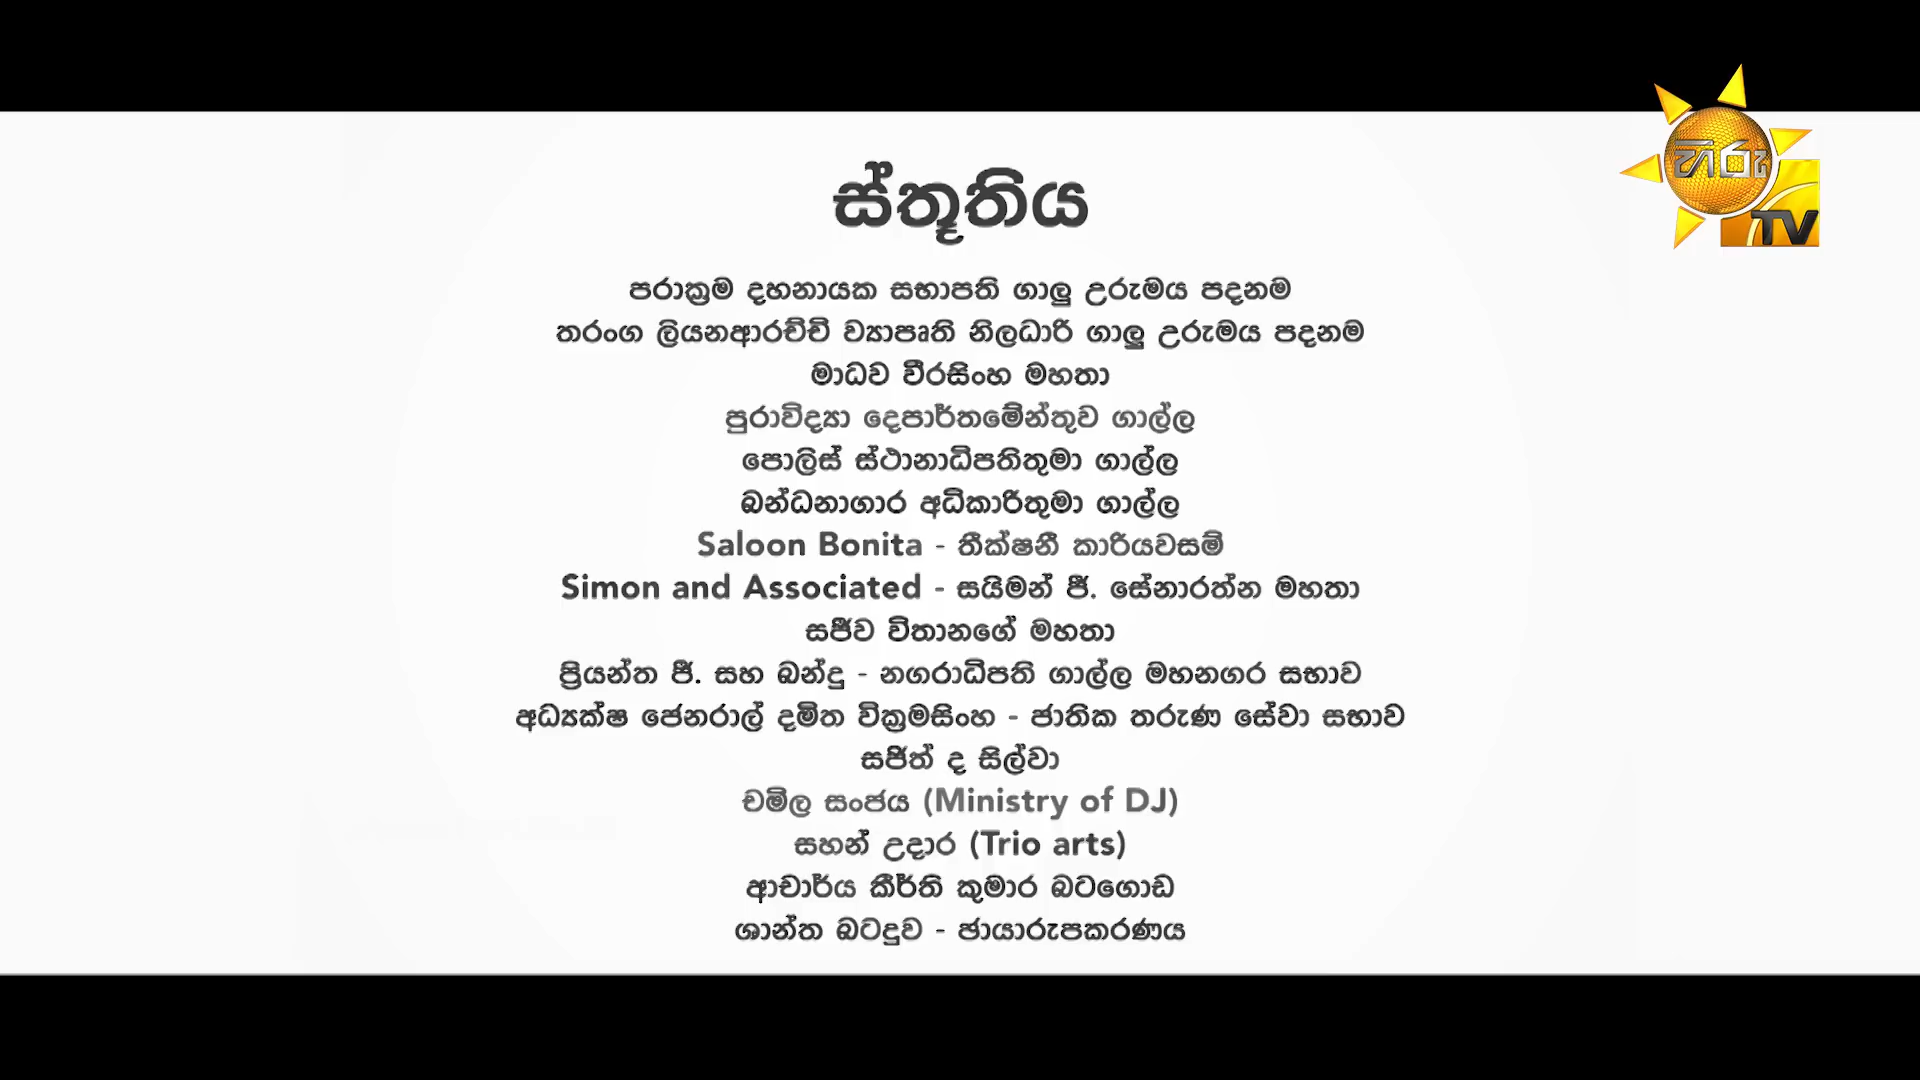 හිරු
TV
ස්තූතිය
පරාක්‍රම දහනායක සභාපති ගාලු උරුමය පදනම
තරංග ලියනආරච්චි ව්‍යාපෘති නිලධාරි ගාලු උරුමය පදනම
මාධව වීරසිංහ මහතා
පුරාවිද්‍යා දෙපාර්තමේන්තුව ගාල්ල
පොලිස් ස්ථානාධිපතිතුමා ගාල්ල
බන්ධනාගාර අධිකාරිතුමා ගාල්ල
Saloon Bonita - තීක්ෂනී කාරියවසම්
Simon and Associated - සයිමන් ජී. සේනාරත්න මහතා
සජීව විතානගේ මහතා
ප්‍රියන්ත ජී. සහ බන්දු - නගරාධිපති ගාල්ල මහනගර සභාව
අධ්‍යක්ෂ ජෙනරාල් දමිත වික්‍රමසිංහ - ජාතික තරුණ සේවා සභාව
සජිත් ද සිල්වා
චමිල සංජය (Ministry of DJ)
සහන් උදාර (Trio arts)
ආචාර්ය කීර්ති කුමාර බටගොඩ
ශාන්ත බටදුව - ඡායාරූපකරණය